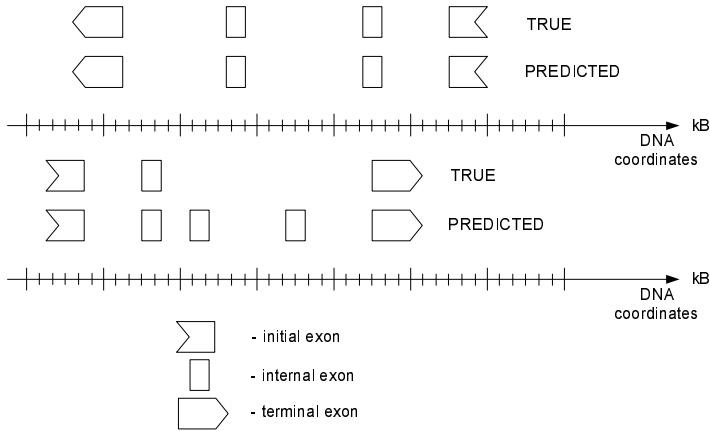 TRUE
PREDICTED
kB
DNA
coordinates
TRUE
PREDICTED
kB
DNA
coordinates
- initial exon
- internal exon
- terminal exon